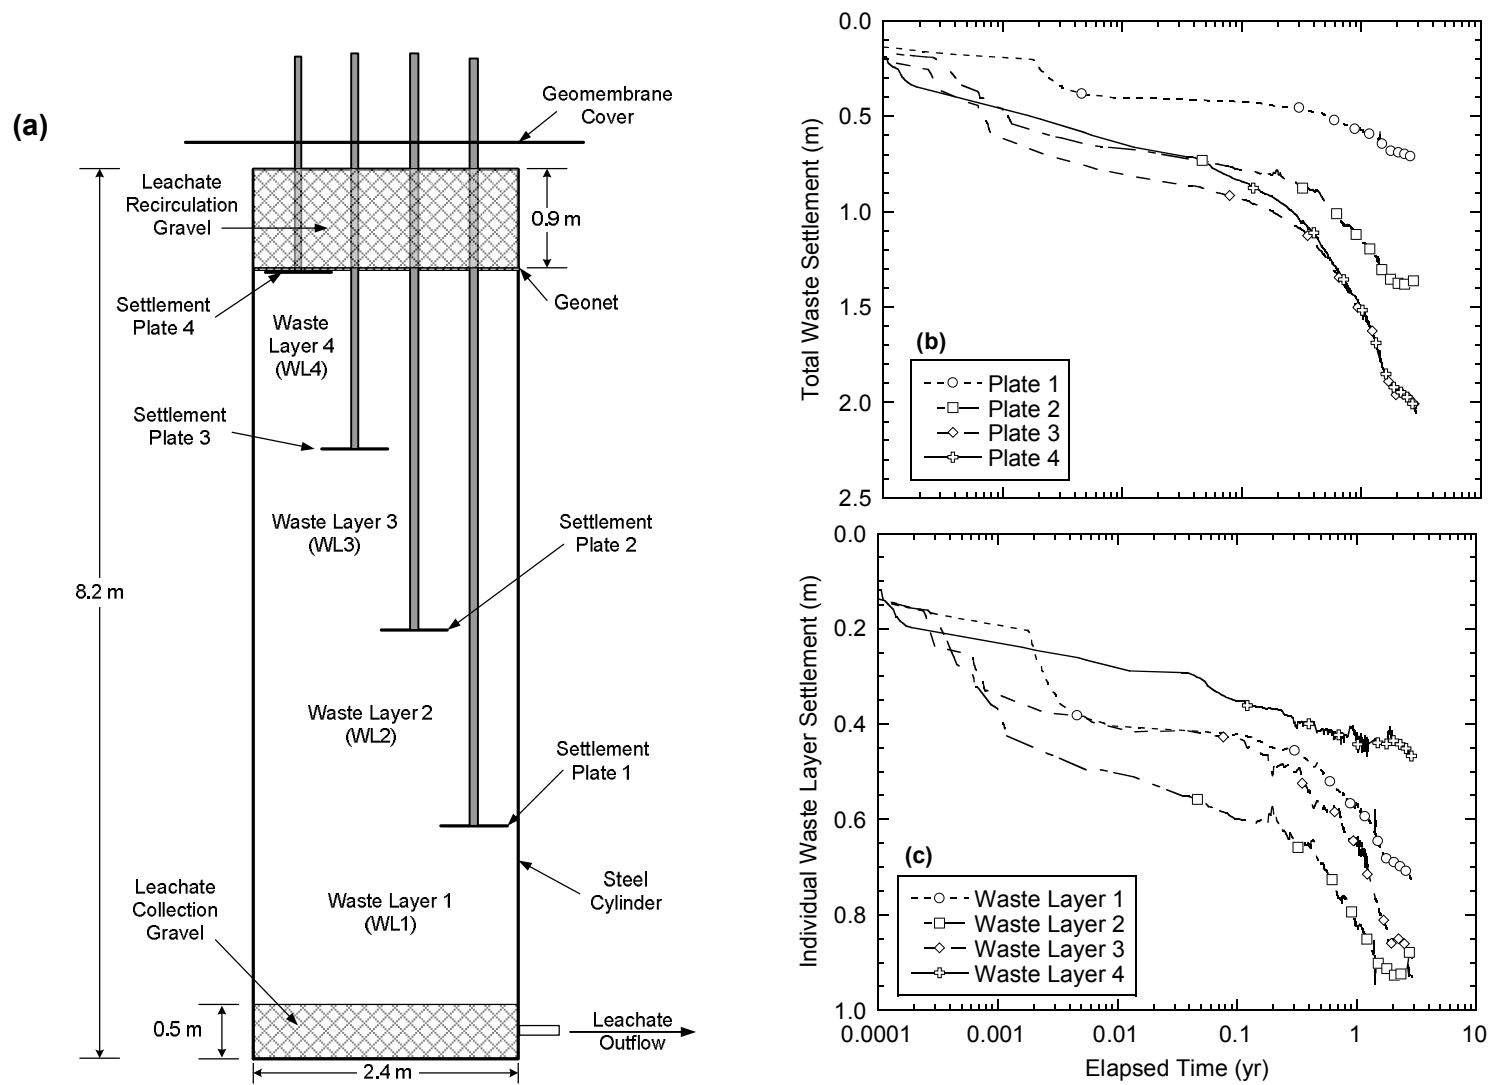 (a)
Geomembrane
Cover
Leachate
Recirculation
Gravel
0.9 m
Settlement
Plate 4
Geonet
Waste
Layer 4
(WL4)
Settlement
Plate 3
Waste Layer 3
(WL3)
Settlement
Plate 2
8.2 m
Waste Layer 2
(WL2)
Settlement
Plate 1
Steel
Cylinder
Leachate
Collection
Gravel
Waste Layer 1
(WL1)
0.5 m
Leachate
Outflow
2.4 m
Total Waste Settlement (m)
0.0
0.5
1.0
1.5
2.0
2.5
(b)
Plate 1
Plate 2
Plate 3
Plate 4
Individual Waste Layer Settlement (m)
0.0
0.2
0.4
0.6
0.8
1.0
(c)
Waste Layer 1
Waste Layer 2
Waste Layer 3
Waste Layer 4
0.0001 0.001 0.01 0.1 1 10
Elapsed Time (yr)